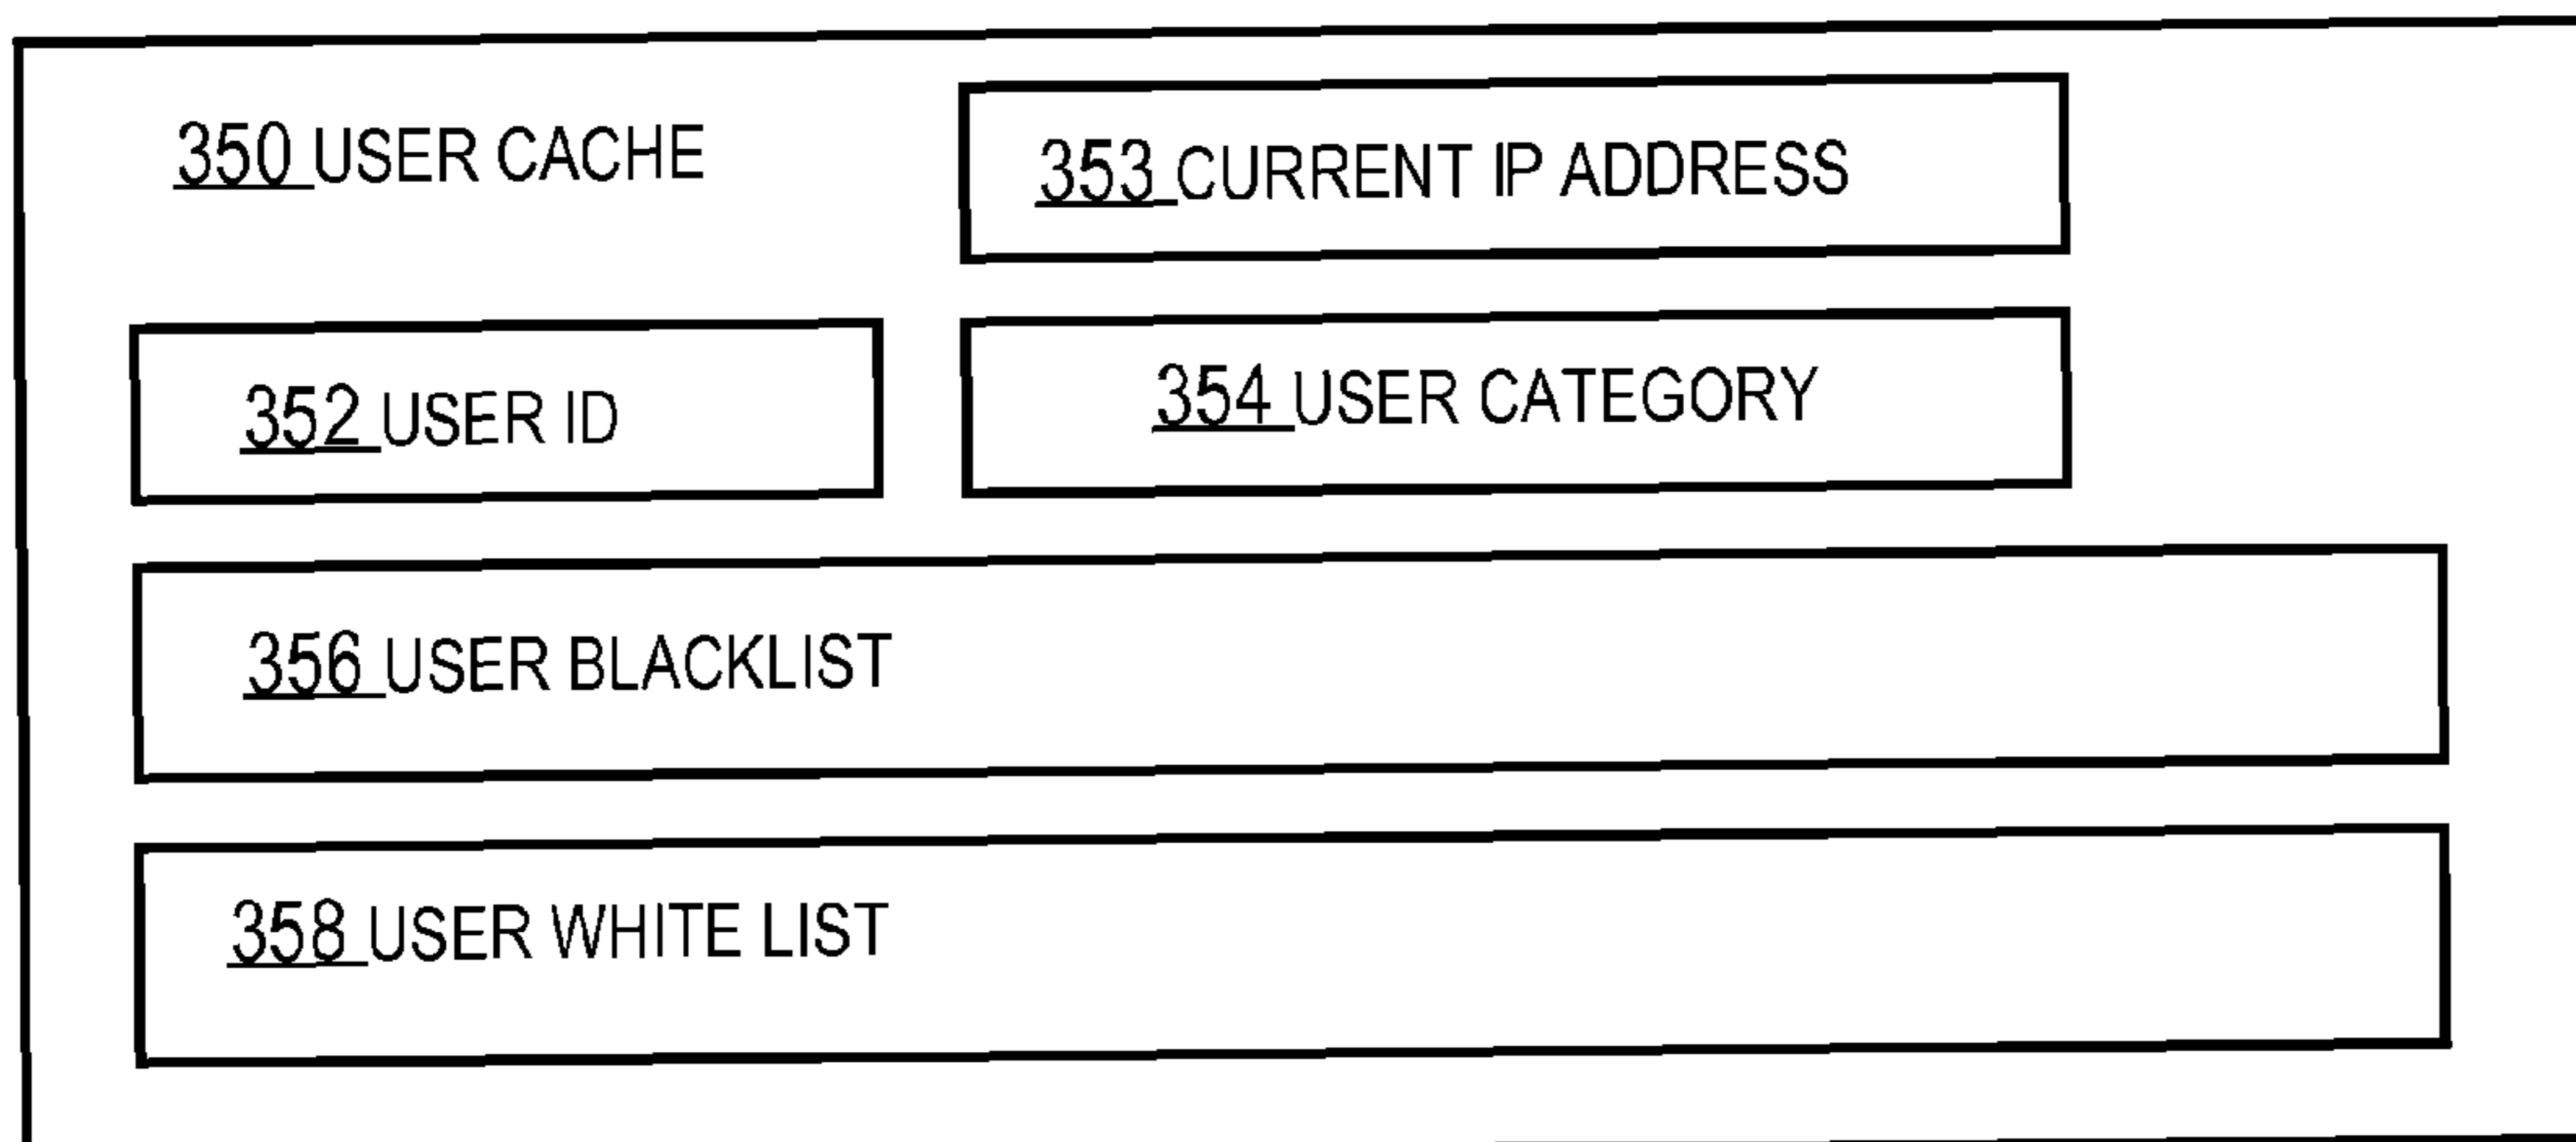 350 USER CACHE
353 CURRENT IP ADDRESS
352 USER ID
354 USER CATEGORY
356 USER BLACKLIST
358 USER WHITE LIST